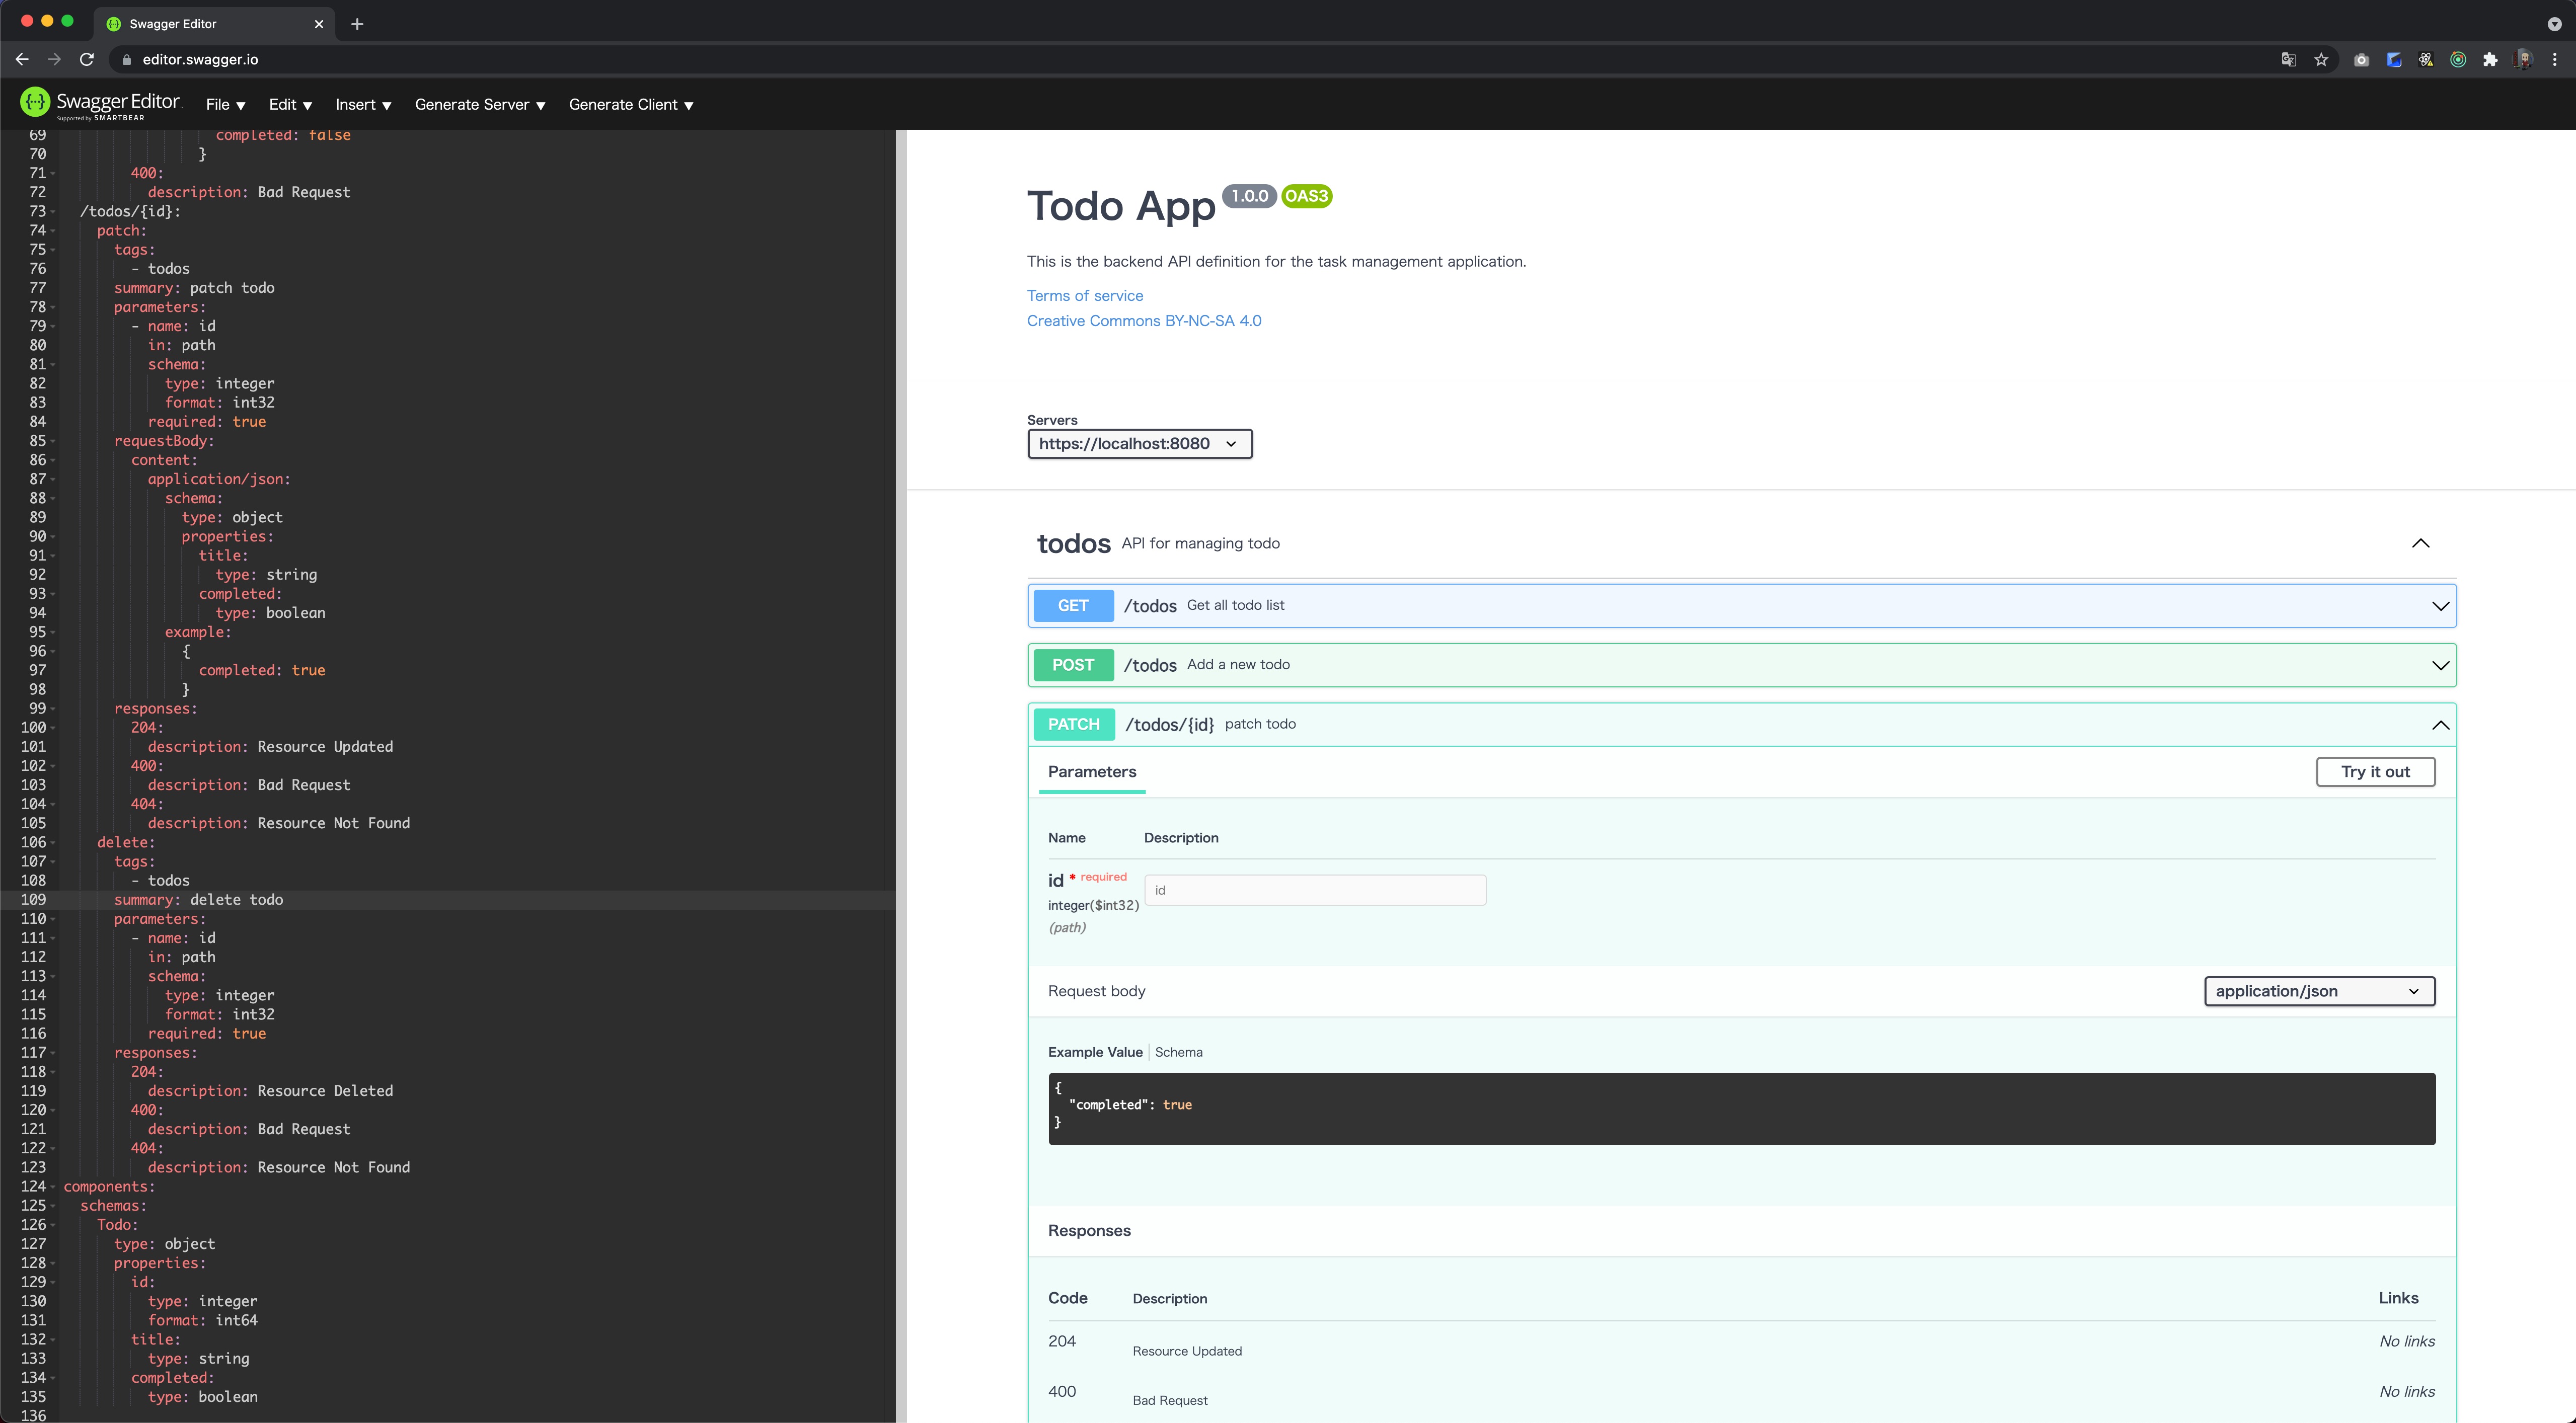 Swagger Editor
editor.swagger.io
Swagger Editor
Supported by SMARTBEAR
File
Edit
Insert
Generate Server
Generate Client
69 completed: false
70 }
71 400:
72 description: Bad Request
73 /todos/{id}:
74 patch:
75 tags:
76 - todos
77 summary: patch todo
78 parameters:
79 - name: id
80 in: path
81 schema:
82 type: integer
83 format: int32
84 required: true
85 requestBody:
86 content:
87 application/json:
88 schema:
89 type: object
90 properties:
91 title:
92 type: string
93 completed:
94 type: boolean
95 example:
96 {
97 completed: true
98 }
99 responses:
100 204:
101 description: Resource Updated
102 400:
103 description: Bad Request
104 404:
105 description: Resource Not Found
106 delete:
107 tags:
108 - todos
109 summary: delete todo
110 parameters:
111 - name: id
112 in: path
113 schema:
114 type: integer
115 format: int32
116 required: true
117 responses:
118 204:
119 description: Resource Deleted
120 400:
121 description: Bad Request
122 404:
123 description: Resource Not Found
124 components:
125 schemas:
126 Todo:
127 type: object
128 properties:
129 id:
130 type: integer
131 format: int64
132 title:
133 type: string
134 completed:
135 type: boolean
136
Todo App 1.0.0 OAS3
This is the backend API definition for the task management application.
Terms of service
Creative Commons BY-NC-SA 4.0
Servers
https://localhost:8080
todos API for managing todo
GET /todos Get all todo list
POST /todos Add a new todo
PATCH /todos/{id} patch todo
Parameters
Try it out
Name Description
id * required
id
integer($int32)
(path)
Request body
application/json
Example Value Schema
{
"completed": true
}
Responses
Code Description Links
204 Resource Updated No links
400 Bad Request No links